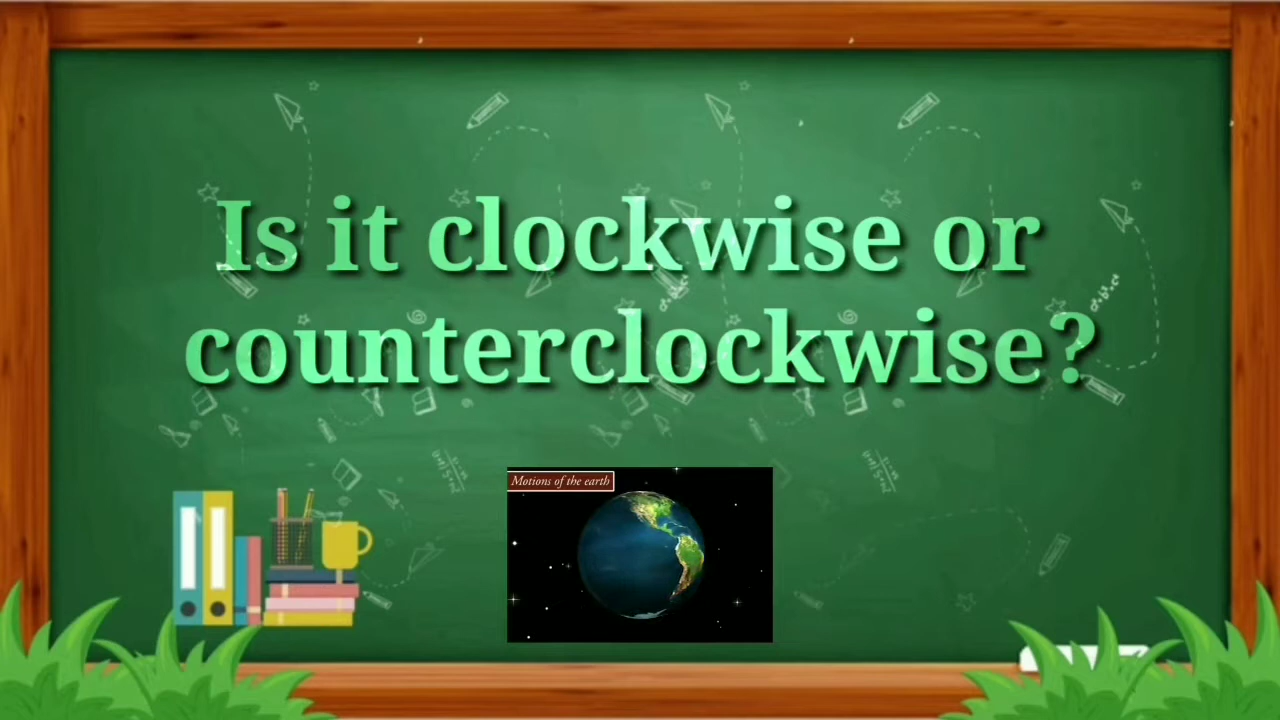 Is it clockwise or
counterclockwise?
Motions of the earth